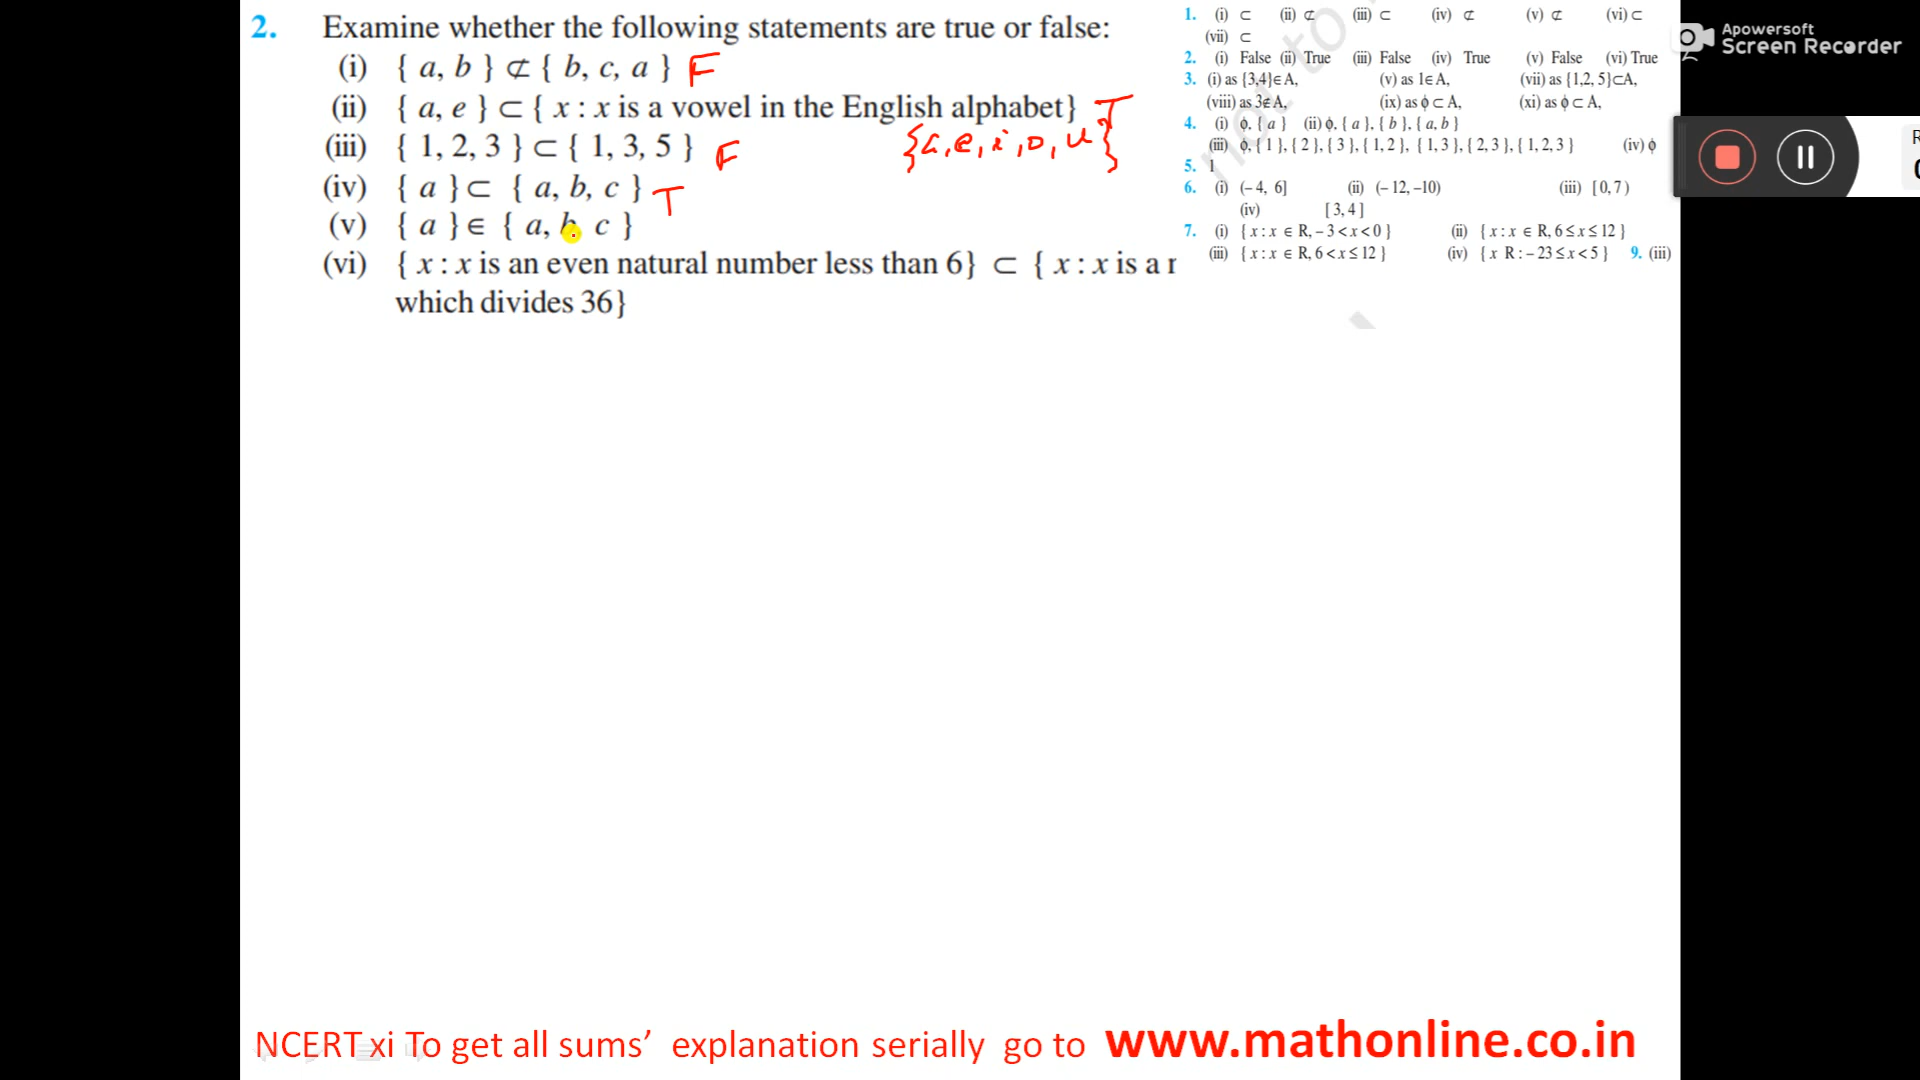 2. Examine whether the following statements are true or false:
(i) { a, b } ⊄ { b, c, a } F
(ii) { a, e } ⊂ { x : x is a vowel in the English alphabet} T
{a, e, i, o, u}
(iii) { 1, 2, 3 } ⊂ { 1, 3, 5 } F
(iv) { a } ⊂ { a, b, c } T
(v) { a } ∈ { a, b, c }
(vi) { x : x is an even natural number less than 6} ⊂ { x : x is a
which divides 36}
1. (i) ⊂ (ii) ⊄ (iii) ⊂ (iv) ⊄ (v) ⊄ (vi) ⊂
(vii) ⊂
2. (i) False (ii) True (iii) False (iv) True (v) False (vi) True
3. (i) as {3,4}∈A, (v) as 1∈A, (vii) as {1,2,5}⊂A,
(viii) as 3∉A, (ix) as ϕ⊂A, (xi) as ϕ⊂A,
4. (i) ϕ, { a } (ii) ϕ, { a }, { b }, { a, b }
(iii) ϕ, { 1 }, { 2 }, { 3 }, { 1, 2 }, { 1, 3 }, { 2, 3 }, { 1, 2, 3 } (iv) ϕ
5. 1
6. (i) (– 4, 6] (ii) (– 12, –10) (iii) [ 0, 7 )
(iv) [ 3, 4 ]
7. (i) { x : x ∈ R, – 3 < x < 0 } (ii) { x : x ∈ R, 6 ≤ x ≤ 12 }
(iii) { x : x ∈ R, 6 < x ≤ 12 } (iv) { x R : – 23 ≤ x < 5 } 9. (iii)
not to
Apowersoft
Screen Recorder
NCERT xi To get all sums’ explanation serially go to www.mathonline.co.in